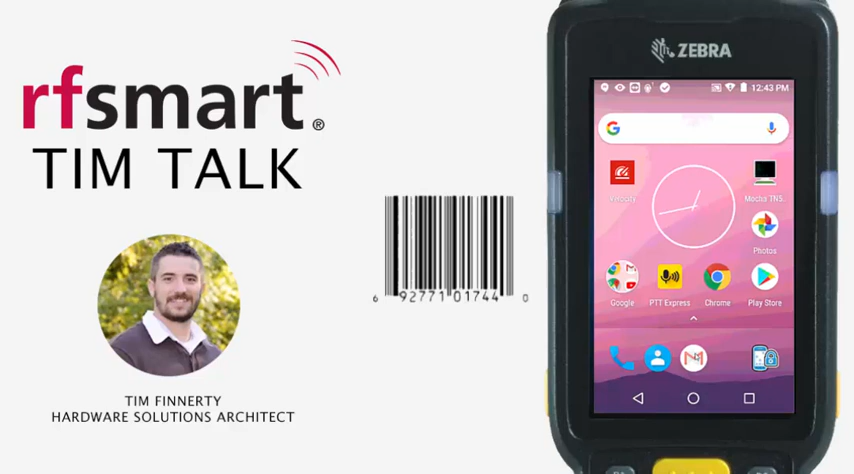 rfsmart®
TIM TALK
TIM FINNERTY
HARDWARE SOLUTIONS ARCHITECT
6 92771 01744 0
ZEBRA
12:43 PM
G
Velocity
Mocha TN5..
Photos
Google
PTT Express
Chrome
Play Store